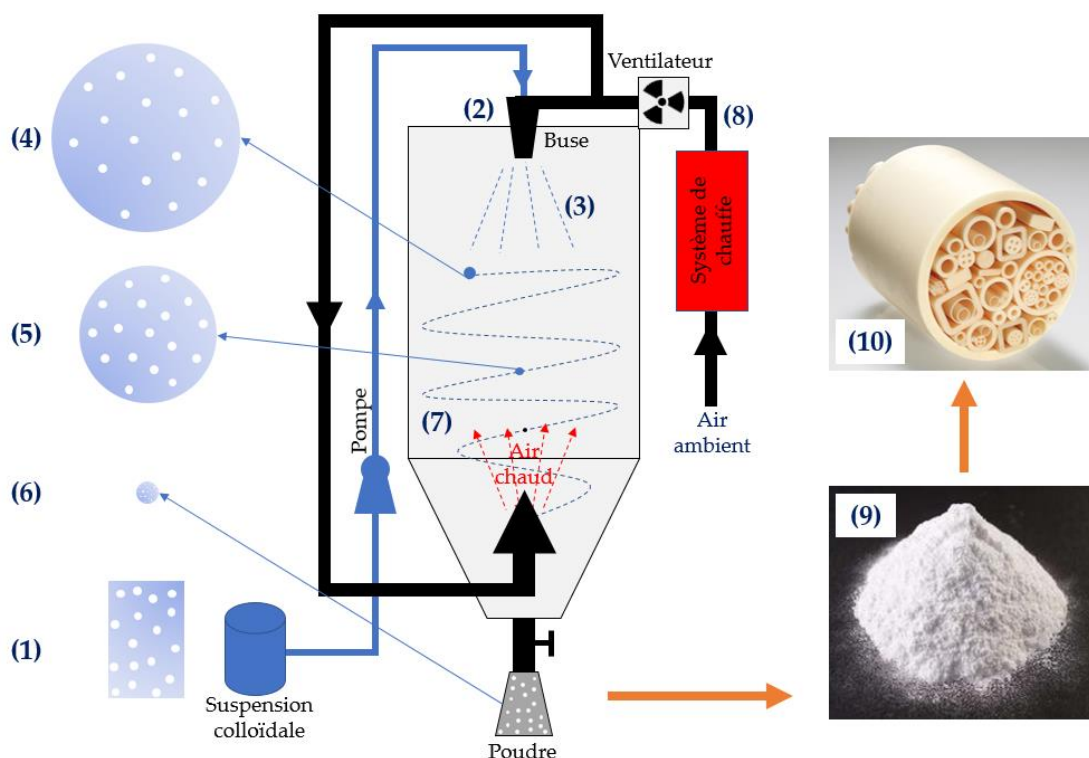 Ventilateur
(4)
(2)
(8)
Buse
(3)
Système de
chauffe
(5)
(10)
(7)
Pompe
Air
ambient
Air
chaud
(6)
(9)
(1)
Suspension
colloïdale
Poudre